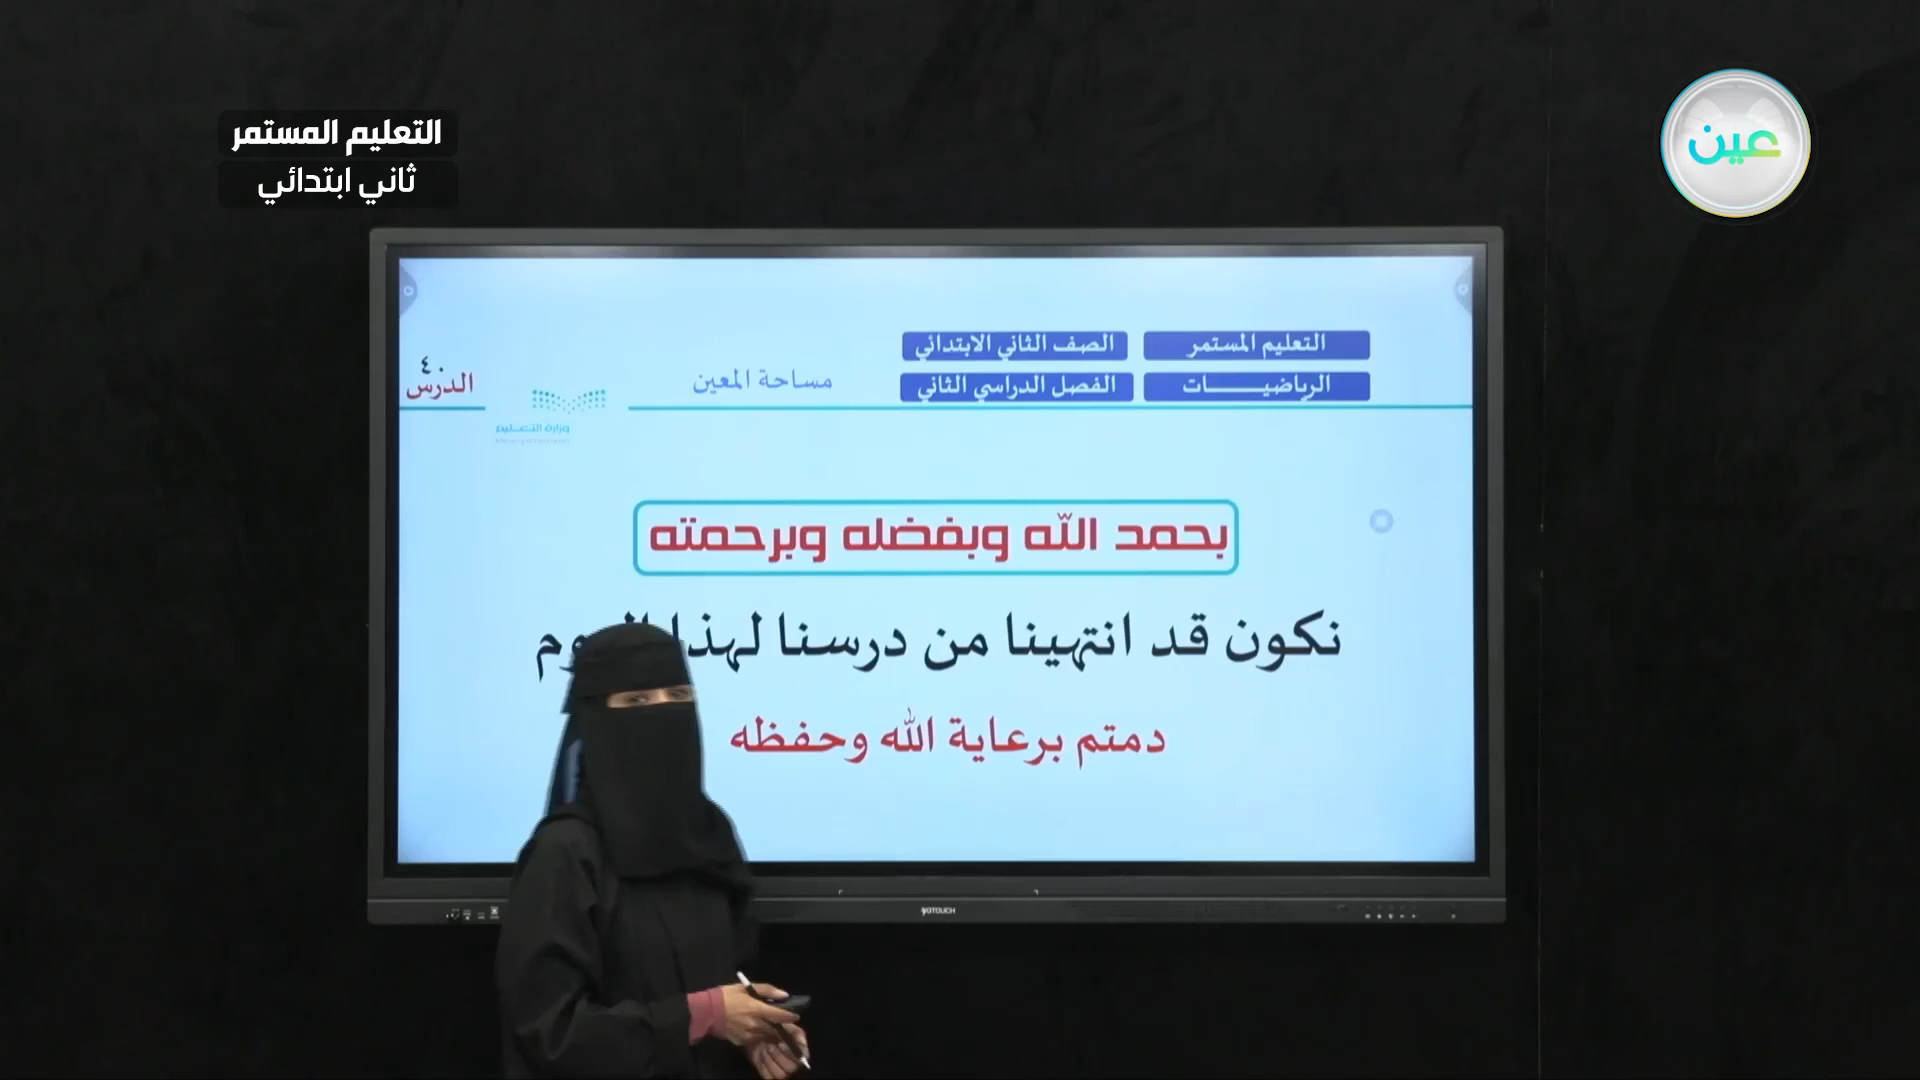 التعليم المستمر
ثاني ابتدائي
عين
التعليم المستمر
الصف الثاني الابتدائي
الرياضيــــــات
الفصل الدراسي الثاني
مساحة المعين
٤٠
الدرس
وزارة التعليم
بحمد الله وبفضله وبرحمته
نكون قد انتهينا من درسنا لهذا
دمتم برعاية الله وحفظه